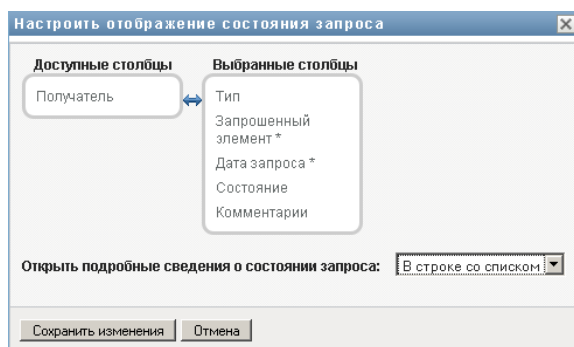 Настроить отображение состояния запроса
Доступные столбцы
Выбранные столбцы
Получатель
Тип
Запрошенный
элемент *
Дата запроса *
Состояние
Комментарии
Открыть подробные сведения о состоянии запроса:
В строке со списком
Сохранить изменения
Отмена